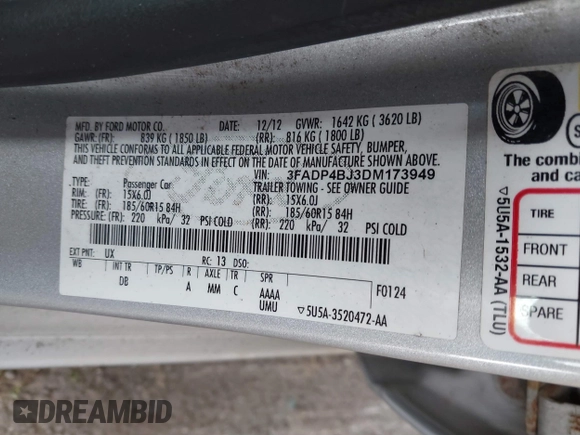 MFD. BY FORD MOTOR CO. DATE: 12/12 GVWR: 1642 KG ( 3620 LB)
GAWR: (FR): 839 KG ( 1850 LB) (RR): 816 KG ( 1800 LB)
THIS VEHICLE CONFORMS TO ALL APPLICABLE FEDERAL MOTOR VEHICLE SAFETY, BUMPER,
AND THEFT PREVENTION STANDARDS IN EFFECT ON THE DATE OF MANUFACTURE SHOWN ABOVE.
VIN: 3FADP4BJ3DM173949
TYPE: Passenger Car TRAILER TOWING - SEE OWNER GUIDE
RIM: (FR): 15X6.0J (RR): 15X6.0J
TIRE: (FR): 185/60R15 84H (RR): 185/60R15 84H
PRESSURE: (FR): 220 kPa/ 32 PSI COLD (RR): 220 kPa/ 32 PSI COLD
EXT PNT: UX RC: 13 DSO:
WB INT TR TP/PS R AXLE TR SPR
DB A MM C AAAA
UMU
F0124
▽5U5A-3520472-AA
The comb
▽5U5A-1532-AA (TLU)
TIRE
FRONT
REAR
SPARE
DREAMBID